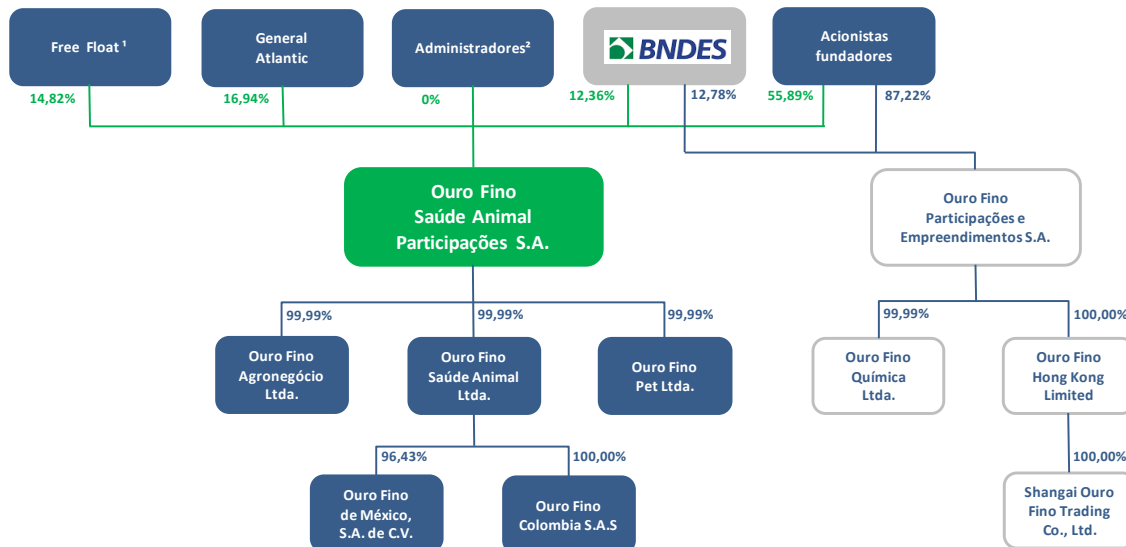 Free Float ¹
General
Atlantic
Administradores²
BNDES
Acionistas
fundadores
14,82%
16,94%
0%
12,36%
12,78%
55,89%
87,22%
Ouro Fino
Saúde Animal
Participações S.A.
Ouro Fino
Participações e
Empreendimentos S.A.
99,99%
99,99%
99,99%
99,99%
100,00%
Ouro Fino
Agronegócio
Ltda.
Ouro Fino
Saúde Animal
Ltda.
Ouro Fino
Pet Ltda.
Ouro Fino
Química
Ltda.
Ouro Fino
Hong Kong
Limited
96,43%
100,00%
100,00%
Ouro Fino
de México,
S.A. de C.V.
Ouro Fino
Colombia S.A.S
Shangai Ouro
Fino Trading
Co., Ltd.